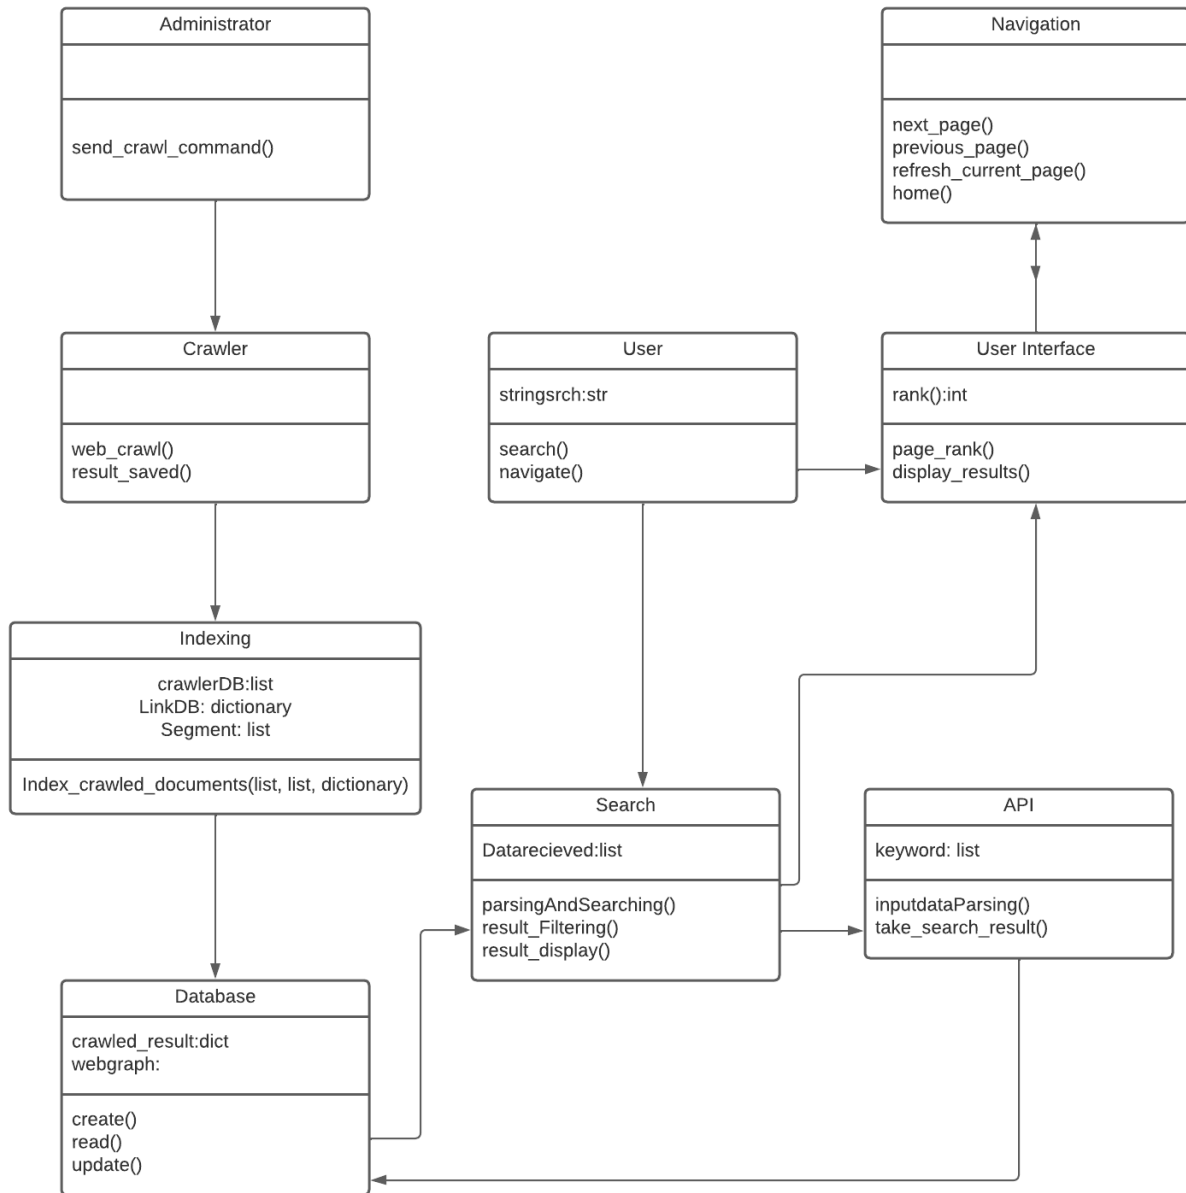 Administrator
send_crawl_command()
Navigation
next_page()
previous_page()
refresh_current_page()
home()
Crawler
web_crawl()
result_saved()
User
stringsrch:str
search()
navigate()
User Interface
rank():int
page_rank()
display_results()
Indexing
crawlerDB:list
LinkDB: dictionary
Segment: list
Index_crawled_documents(list, list, dictionary)
Search
Datarecieved:list
parsingAndSearching()
result_Filtering()
result_display()
API
keyword: list
inputdataParsing()
take_search_result()
Database
crawled_result:dict
webgraph:
create()
read()
update()